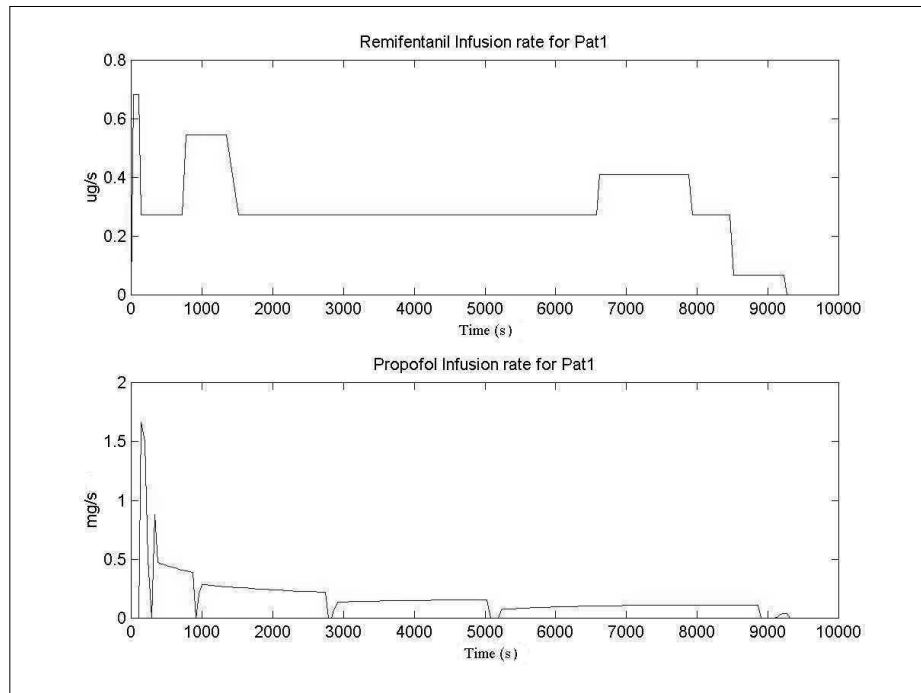 Remifentanil Infusion rate for Pat1
0.8
0.6
0.4
0.2
0
ug/s
0 1000 2000 3000 4000 5000 6000 7000 8000 9000 10000
Time (s)
Propofol Infusion rate for Pat1
2
1.5
1
0.5
0
mg/s
0 1000 2000 3000 4000 5000 6000 7000 8000 9000 10000
Time (s)